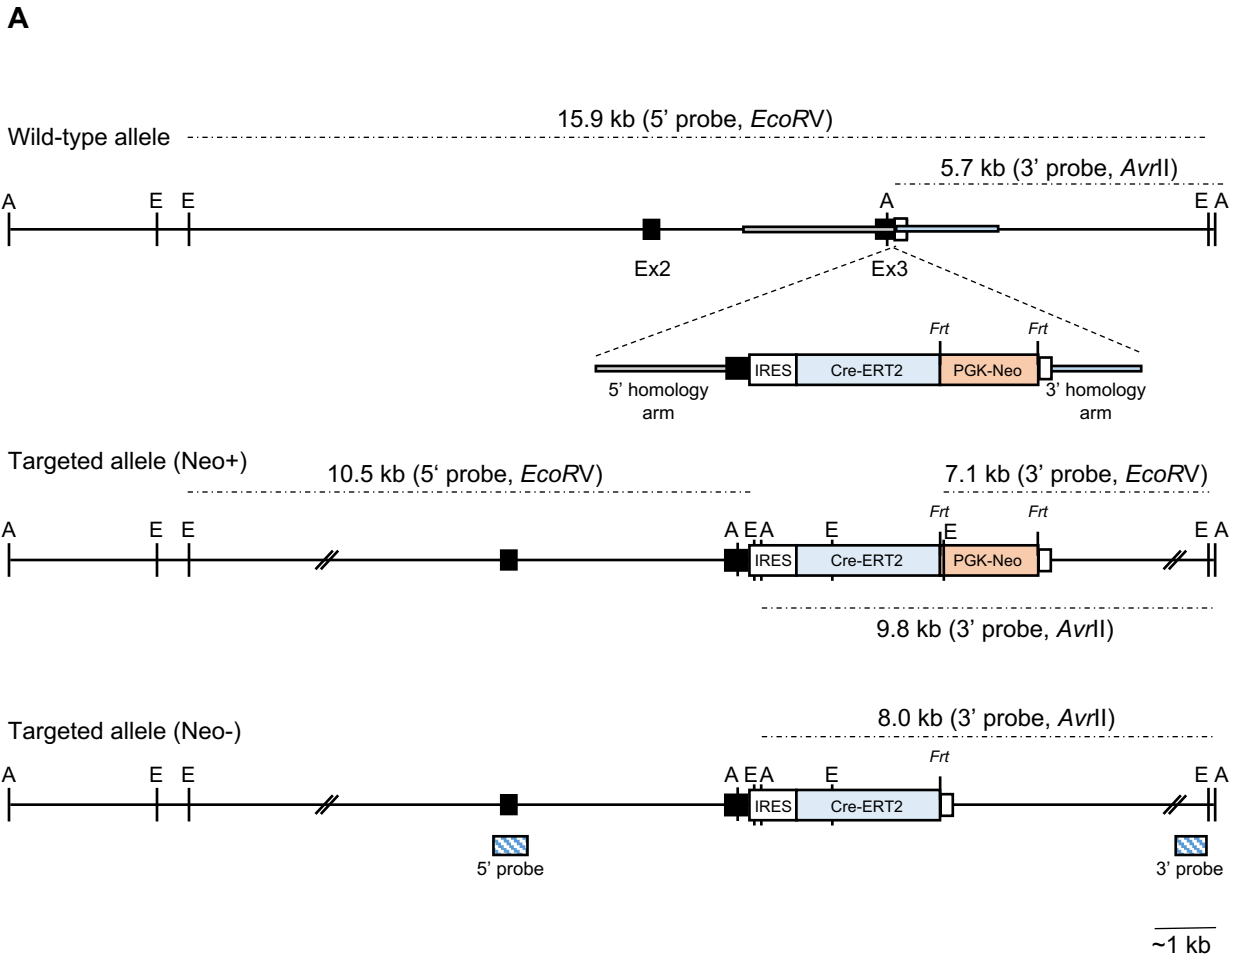 A
15.9 kb (5’ probe, EcoRV)
Wild-type allele
5.7 kb (3’ probe, AvrII)
A E E A E A
Ex2 Ex3
Frt Frt
IRES Cre-ERT2 PGK-Neo
5’ homology arm
3’ homology arm
Targeted allele (Neo+)
10.5 kb (5‘ probe, EcoRV)
7.1 kb (3’ probe, EcoRV)
Frt Frt
A E E A E A E E E A
IRES Cre-ERT2 PGK-Neo
9.8 kb (3’ probe, AvrII)
8.0 kb (3’ probe, AvrII)
Targeted allele (Neo-)
Frt
A E E A E A E E A
IRES Cre-ERT2
5’ probe 3’ probe
~1 kb